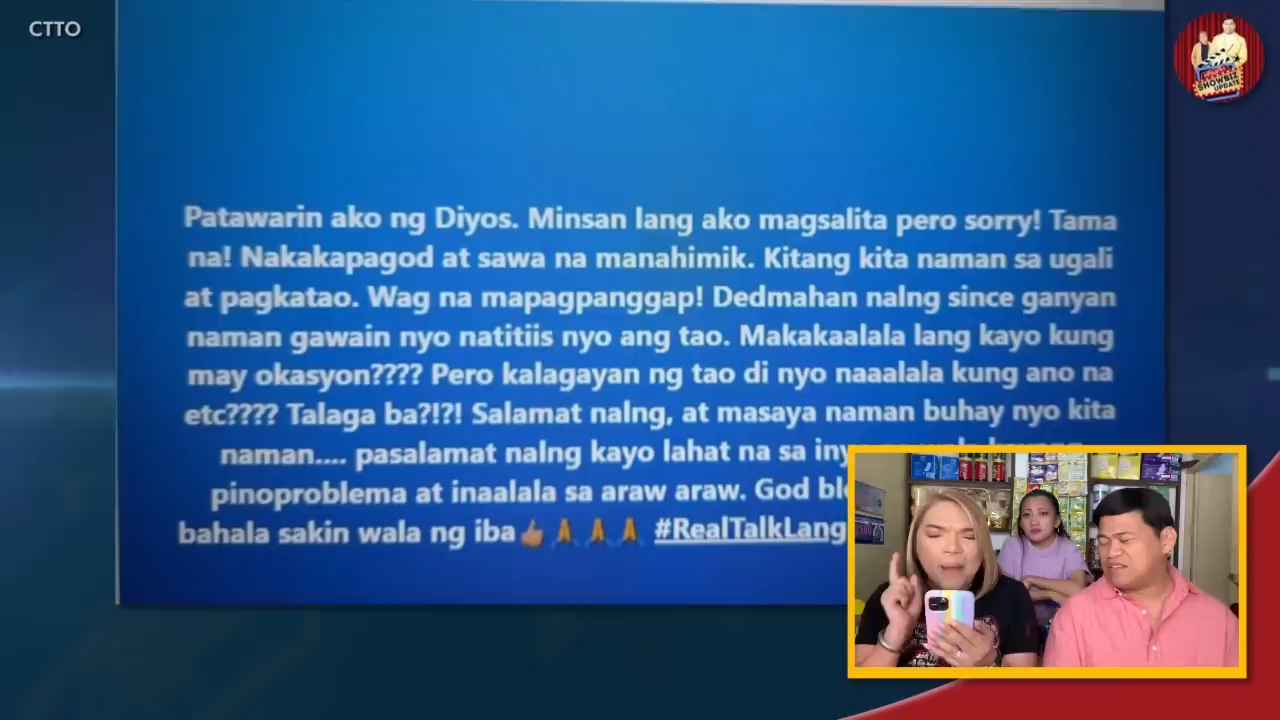 CTTO
SHOWBIZ
UPDATE
Patawarin ako ng Diyos. Minsan lang ako magsalita pero sorry! Tama
na! Nakakapagod at sawa na manahimik. Kitang kita naman sa ugali
at pagkatao. Wag na mapagpanggap! Dedmahan nalng since ganyan
naman gawain nyo natitiis nyo ang tao. Makakaalala lang kayo kung
may okasyon???? Pero kalagayan ng tao di nyo naaalala kung ano na
etc???? Talaga ba?!?! Salamat nalng, at masaya naman buhay nyo kita
naman.... pasalamat nalng kayo lahat na sa
pinoproblema at inaalala sa araw araw. God
bahala sakin wala ng iba👍🏽🙏🙏🙏 #RealTalkLang